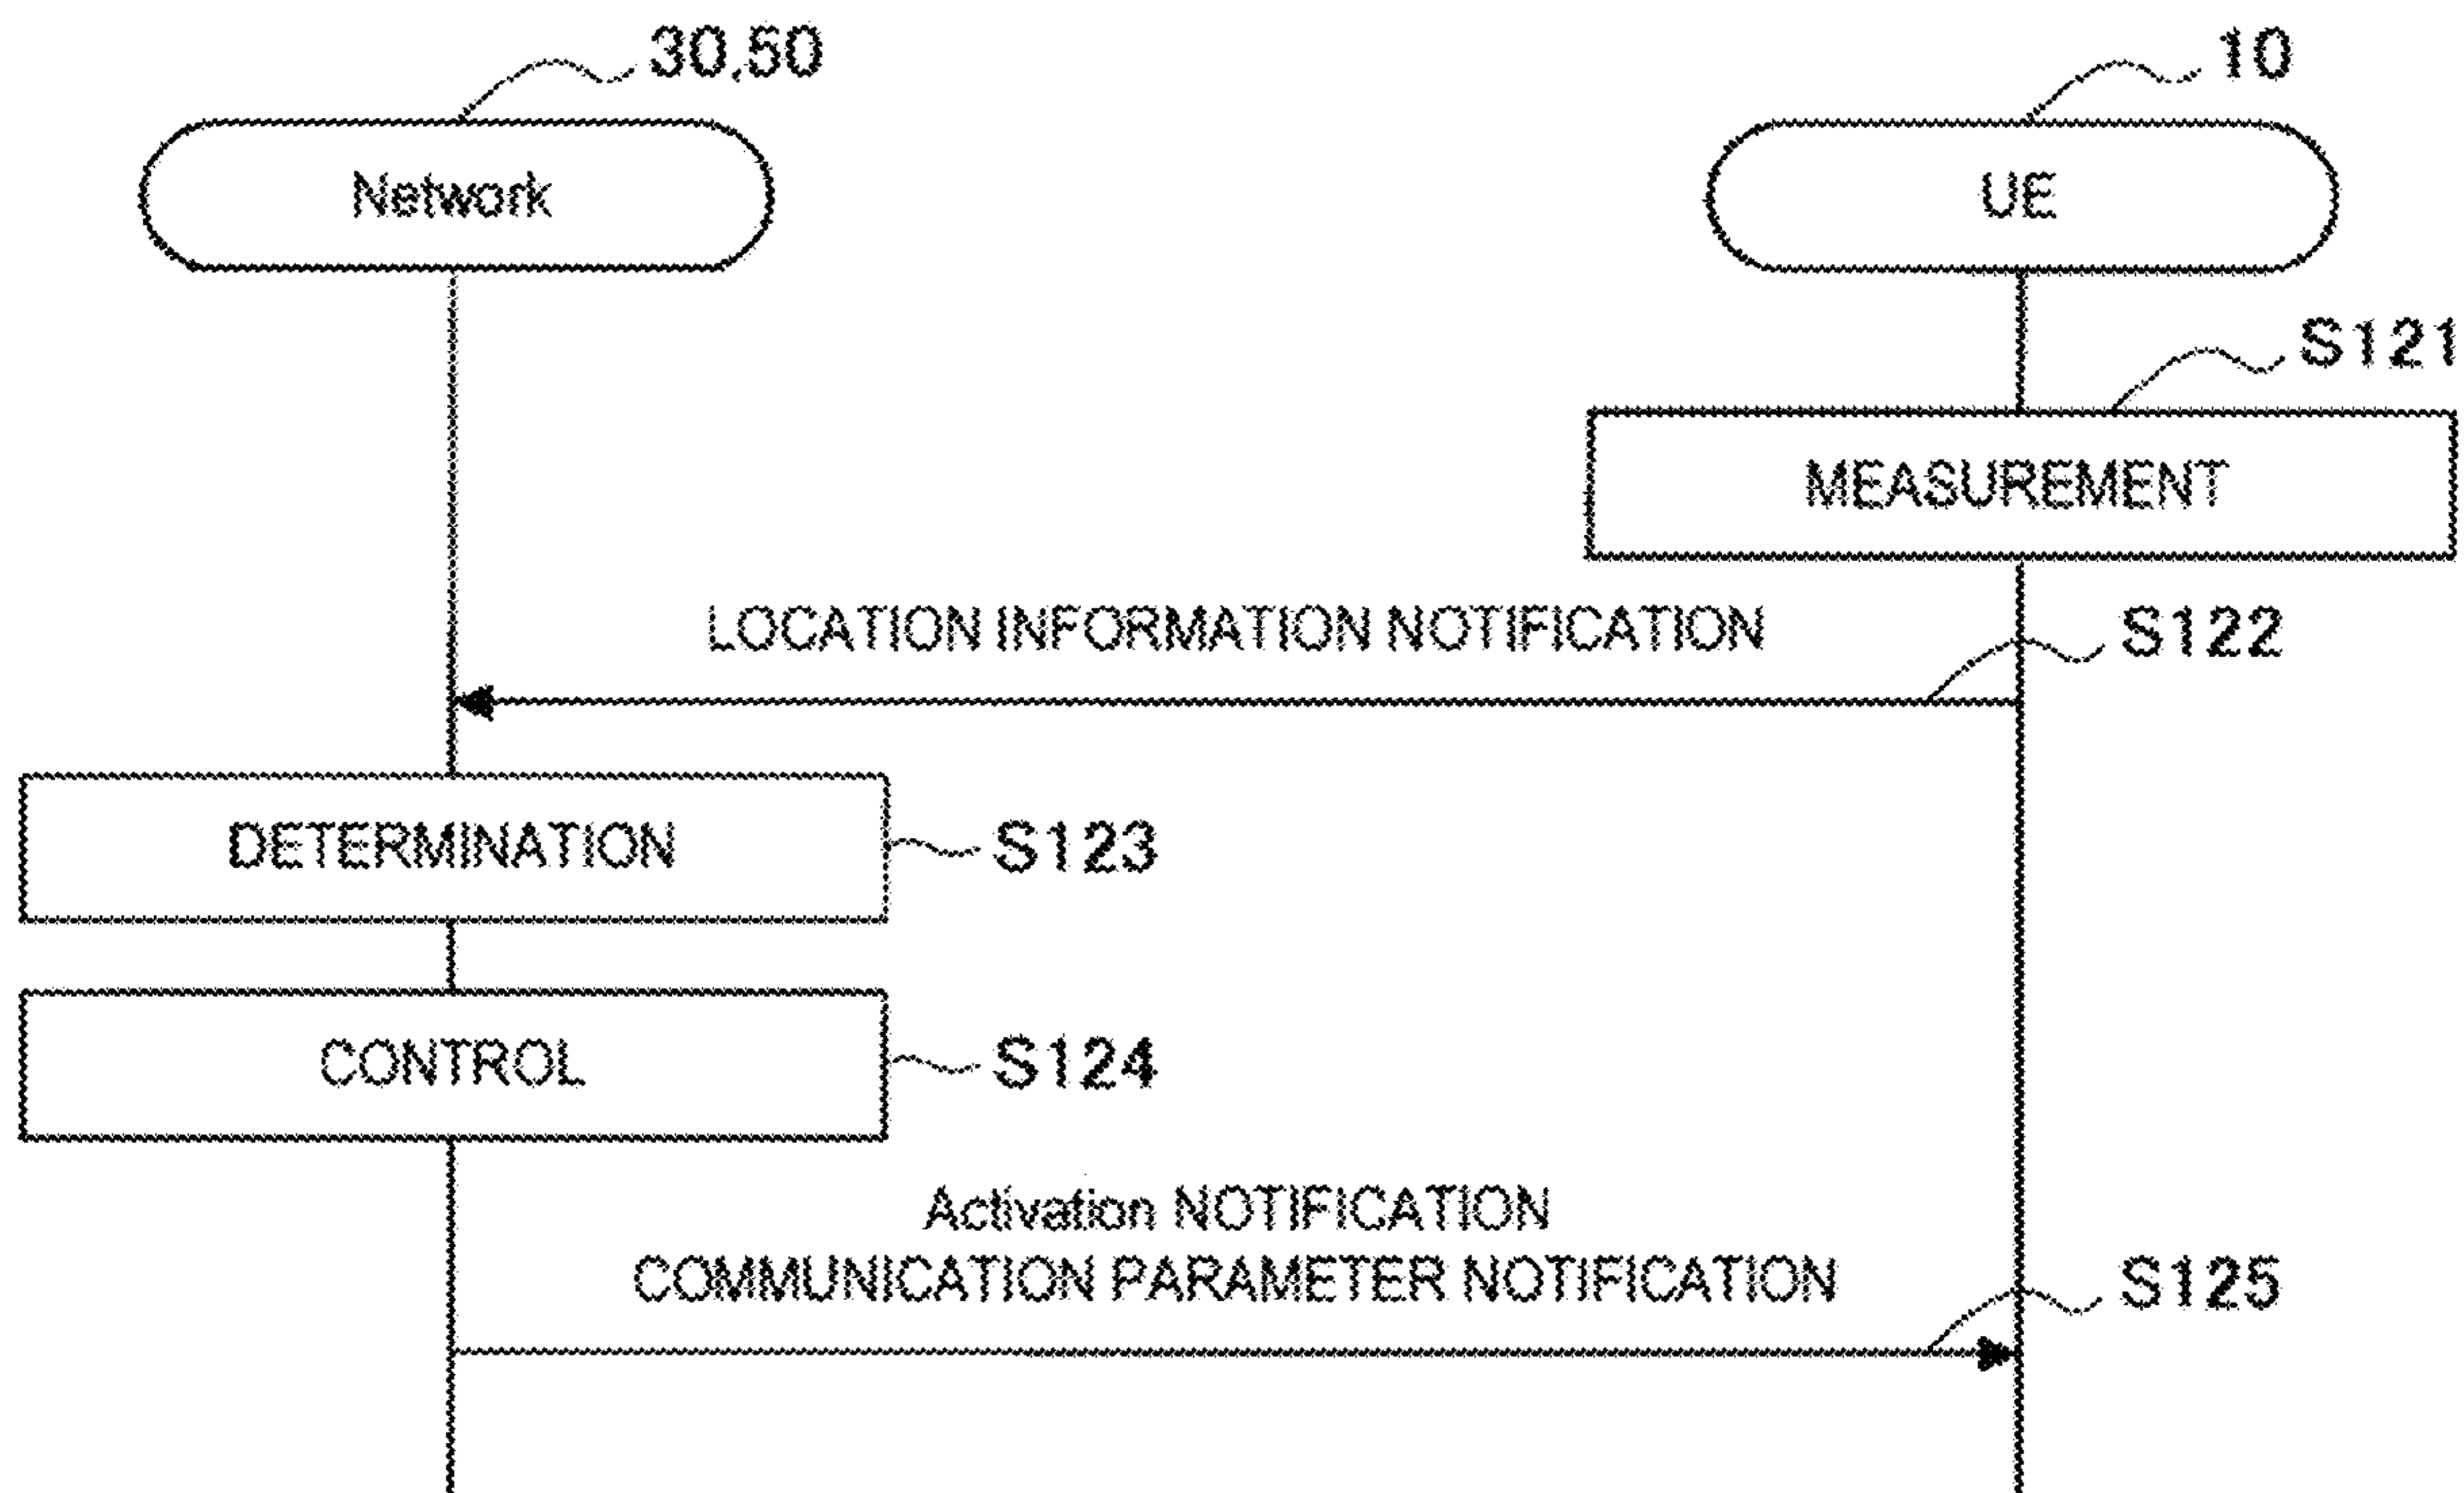 30,50
10
Network
UE
S121
MEASUREMENT
LOCATION INFORMATION NOTIFICATION
S122
DETERMINATION
S123
CONTROL
S124
Activation NOTIFICATION
COMMUNICATION PARAMETER NOTIFICATION
S125